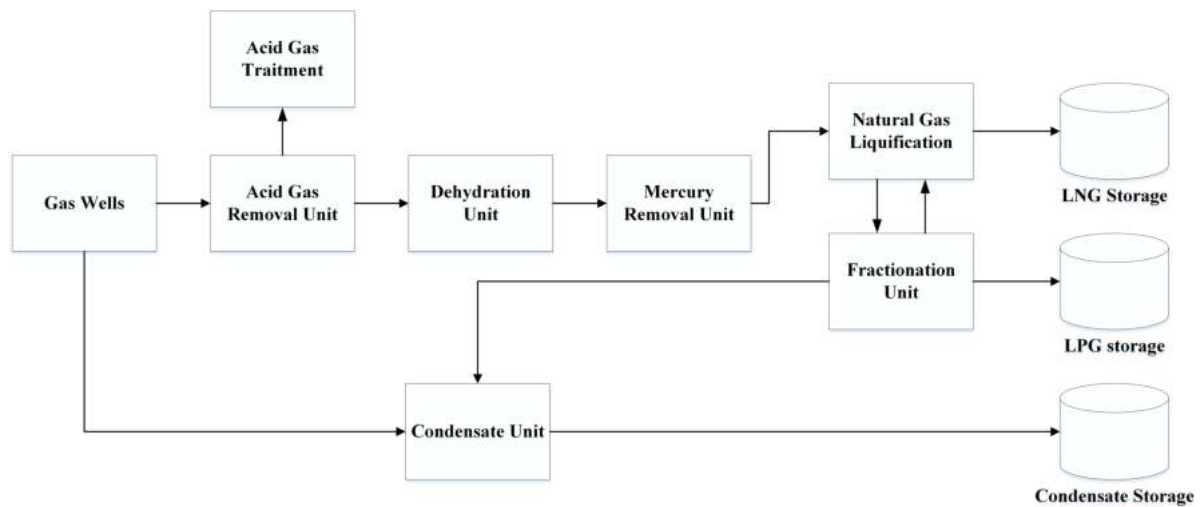 Acid Gas
Traitment
Natural Gas
Liquification
LNG Storage
Gas Wells
Acid Gas
Removal Unit
Dehydration
Unit
Mercury
Removal Unit
Fractionation
Unit
LPG storage
Condensate Unit
Condensate Storage